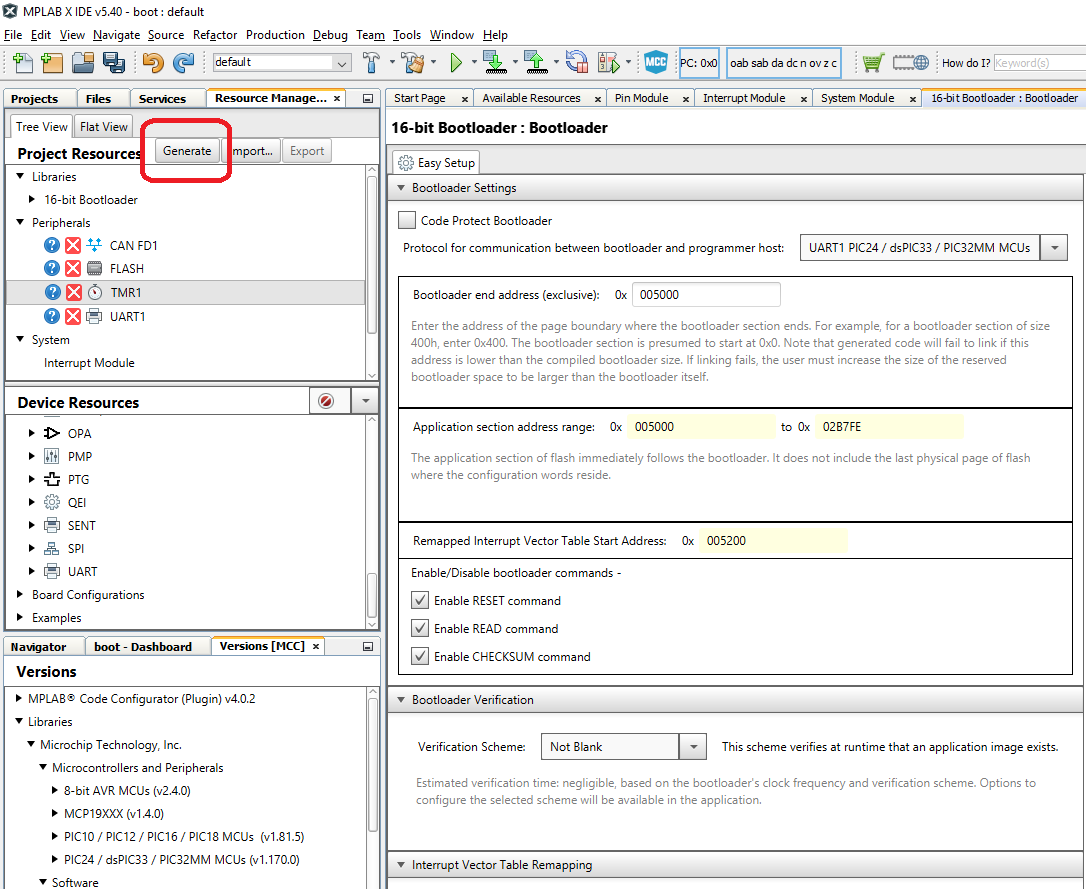 MPLAB X IDE v5.40 - boot : default
File Edit View Navigate Source Refactor Production Debug Team Tools Window Help
default
MCC
PC: 0x0
oab sab da dc n ov z c
How do I?
Keyword(s)
Projects Files Services Resource Manage... ×
Tree View Flat View
Project Resources Generate mport... Export
Libraries
16-bit Bootloader
Peripherals
CAN FD1
FLASH
TMR1
UART1
System
Interrupt Module
Device Resources
OPA
PMP
PTG
QEI
SENT
SPI
UART
Board Configurations
Examples
Navigator boot - Dashboard Versions [MCC] ×
Versions
MPLAB® Code Configurator (Plugin) v4.0.2
Libraries
Microchip Technology, Inc.
Microcontrollers and Peripherals
8-bit AVR MCUs (v2.4.0)
MCP19XXX (v1.4.0)
PIC10 / PIC12 / PIC16 / PIC18 MCUs (v1.81.5)
PIC24 / dsPIC33 / PIC32MM MCUs (v1.170.0)
Software
Start Page × Available Resources × Pin Module × Interrupt Module × System Module × 16-bit Bootloader : Bootloader
16-bit Bootloader : Bootloader
Easy Setup
Bootloader Settings
Code Protect Bootloader
Protocol for communication between bootloader and programmer host: UART1 PIC24 / dsPIC33 / PIC32MM MCUs
Bootloader end address (exclusive): 0x 005000
Enter the address of the page boundary where the bootloader section ends. For example, for a bootloader section of size
400h, enter 0x400. The bootloader section is presumed to start at 0x0. Note that generated code will fail to link if this
address is lower than the compiled bootloader size. If linking fails, the user must increase the size of the reserved
bootloader space to be larger than the bootloader itself.
Application section address range: 0x 005000 to 0x 02B7FE
The application section of flash immediately follows the bootloader. It does not include the last physical page of flash
where the configuration words reside.
Remapped Interrupt Vector Table Start Address: 0x 005200
Enable/Disable bootloader commands -
Enable RESET command
Enable READ command
Enable CHECKSUM command
Bootloader Verification
Verification Scheme: Not Blank This scheme verifies at runtime that an application image exists.
Estimated verification time: negligible, based on the bootloader's clock frequency and verification scheme. Options to
configure the selected scheme will be available in the application.
Interrupt Vector Table Remapping